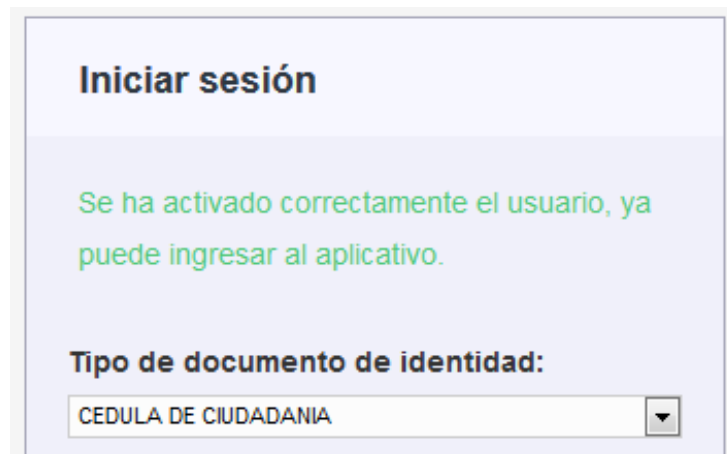 Iniciar sesión
Se ha activado correctamente el usuario, ya
puede ingresar al aplicativo.
Tipo de documento de identidad:
CEDULA DE CIUDADANIA